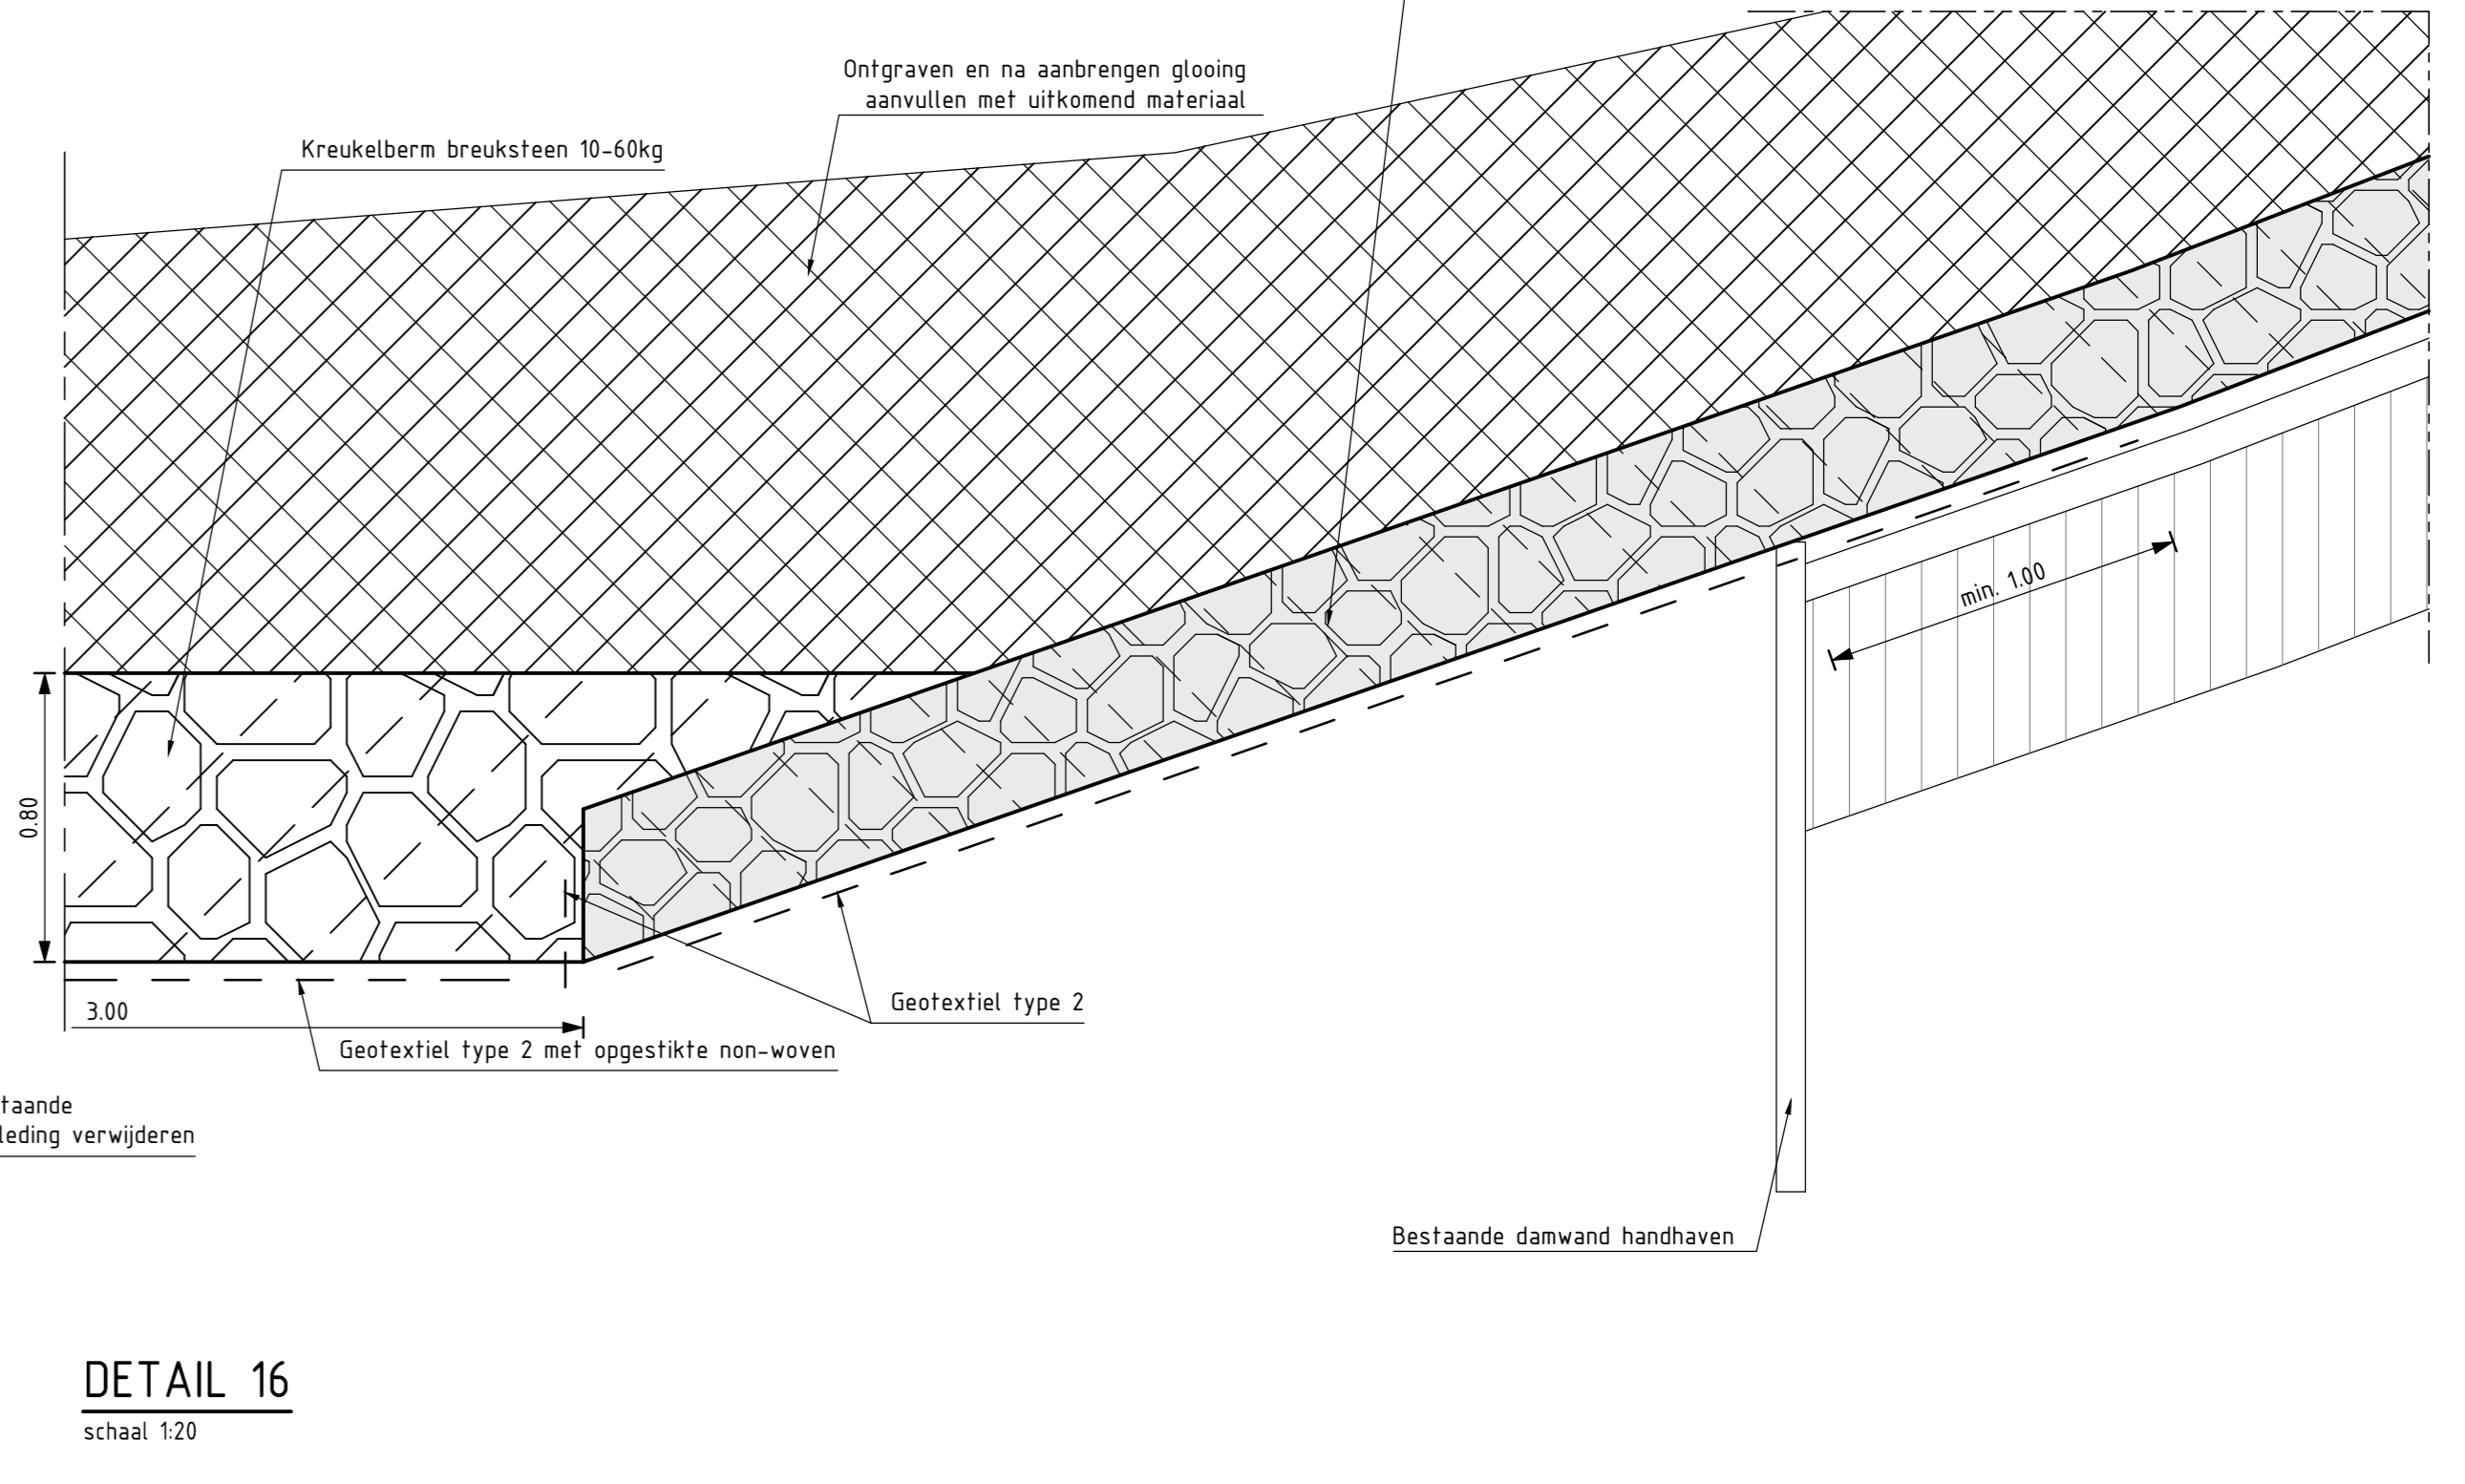 Ontgraven en na aanbrengen glooing
aanvullen met uitkomend materiaal
Kreukelberm breuksteen 10-60kg
min. 1.00
0.80
3.00
Geotextiel type 2
Geotextiel type 2 met opgestikte non-woven
taande
leding verwijderen
Bestaande damwand handhaven
DETAIL 16
schaal 1:20